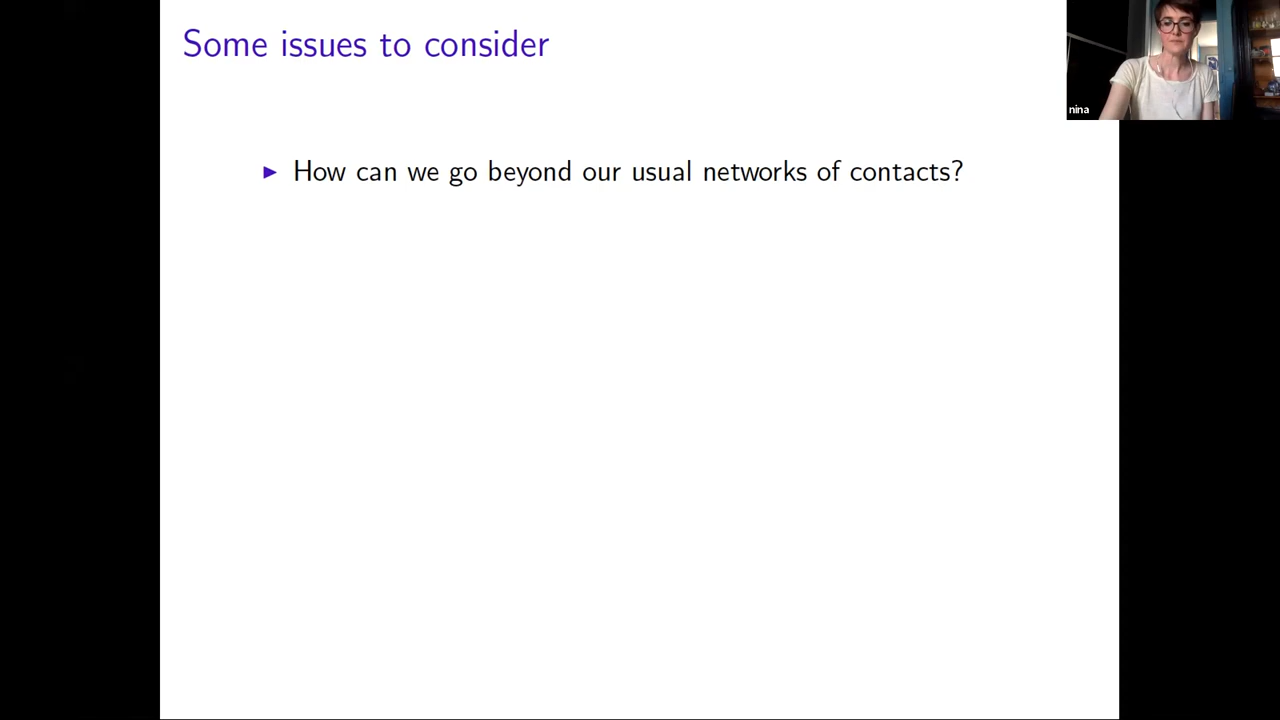 Some issues to consider
nina
▶ How can we go beyond our usual networks of contacts?